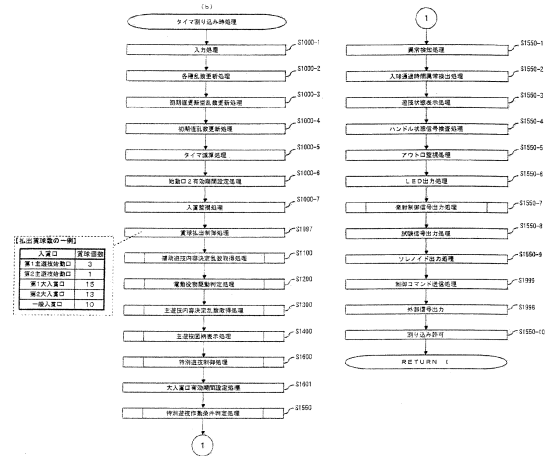 (b)
タイマ割り込み時処理
入力処理
S1000-1
各種乱数更新処理
S1000-2
初期値更新型乱数更新処理
S1000-3
初期値乱数更新処理
S1000-4
タイマ減算処理
S1000-5
始動口2有効期間設定処理
S1000-6
入賞監視処理
S1000-7
賞球払出制御処理
S1997
補助遊技内容決定乱数取得処理
S1100
電動役物駆動判定処理
S1200
主遊技内容決定乱数取得処理
S1300
主遊技図柄表示処理
S1400
特別遊技制御処理
S1600
大入賞口有効期間設定処理
S1601
特別遊技作動条件判定処理
S1550
1
【払出賞球数の一例】
入賞口 賞球個数
第1主遊技始動口 3
第2主遊技始動口 1
第1大入賞口 15
第2大入賞口 13
一般入賞口 10
1
異常検知処理
S1550-1
入球通過時間異常検出処理
S1550-2
遊技状態表示処理
S1550-3
ハンドル状態信号検査処理
S1550-4
アウト口監視処理
S1550-5
LED出力処理
S1550-6
発射制御信号出力処理
S1550-7
試験信号出力処理
S1550-8
ソレノイド出力処理
S1550-9
制御コマンド送信処理
S1999
外部信号出力
割り込み許可
S1550-10
RETURN